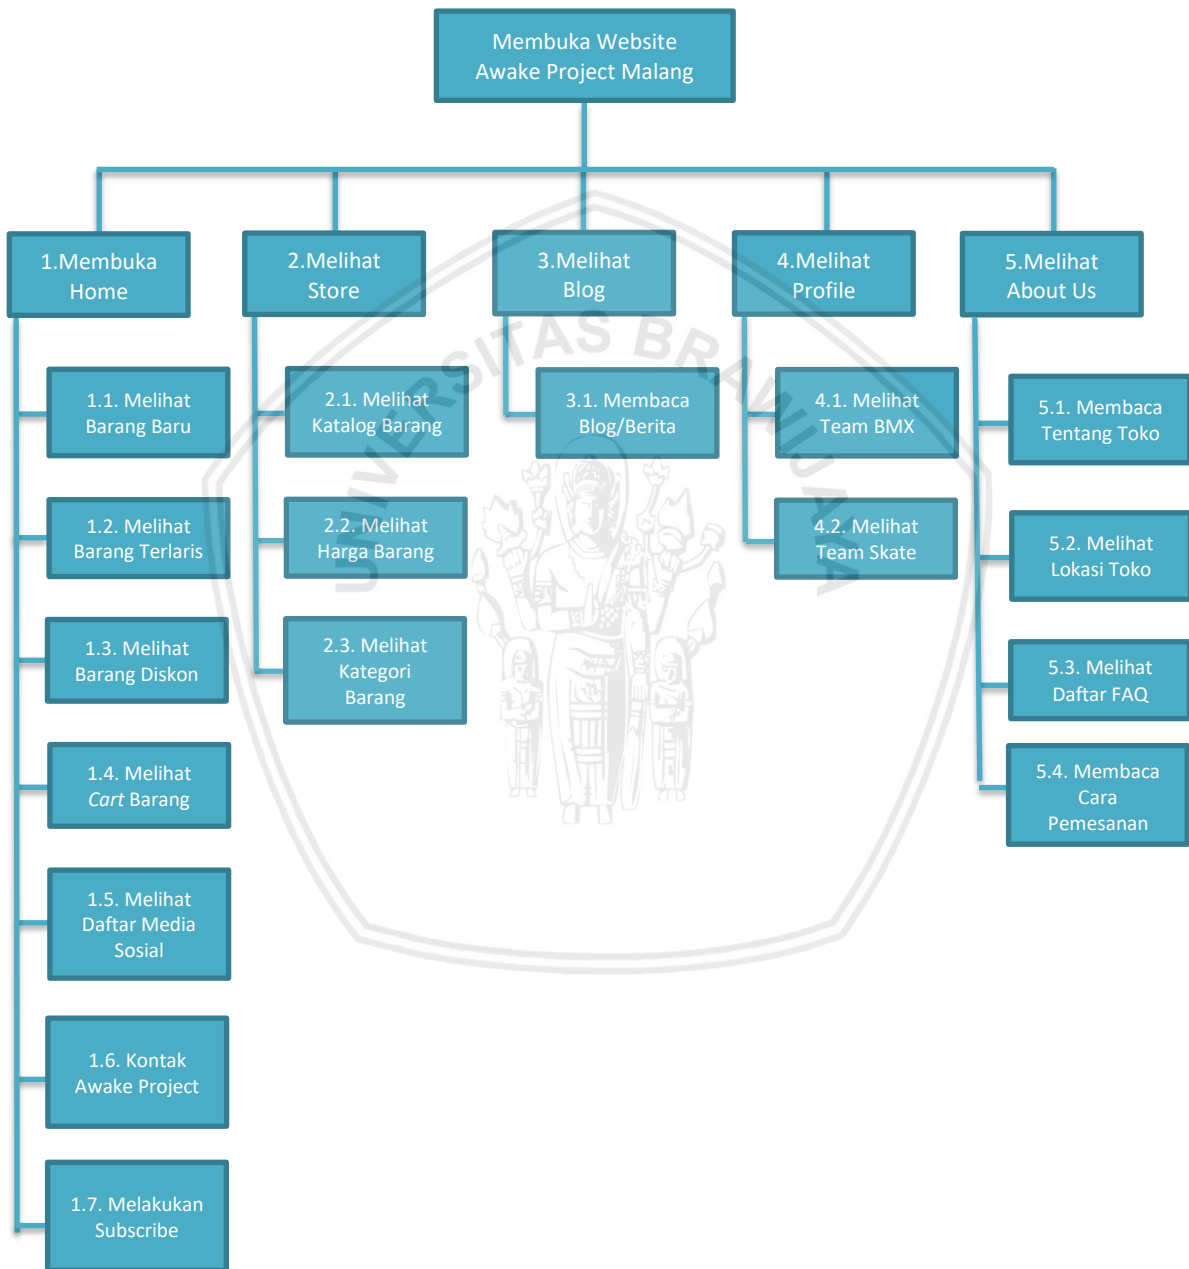 Membuka Website
Awake Project Malang
1.Membuka
Home
2.Melihat
Store
3.Melihat
Blog
4.Melihat
Profile
5.Melihat
About Us
1.1. Melihat
Barang Baru
1.2. Melihat
Barang Terlaris
1.3. Melihat
Barang Diskon
1.4. Melihat
Cart Barang
1.5. Melihat
Daftar Media
Sosial
1.6. Kontak
Awake Project
1.7. Melakukan
Subscribe
2.1. Melihat
Katalog Barang
2.2. Melihat
Harga Barang
2.3. Melihat
Kategori
Barang
3.1. Membaca
Blog/Berita
4.1. Melihat
Team BMX
4.2. Melihat
Team Skate
5.1. Membaca
Tentang Toko
5.2. Melihat
Lokasi Toko
5.3. Melihat
Daftar FAQ
5.4. Membaca
Cara
Pemesanan
UNIVERSITAS BRAWIJAYA